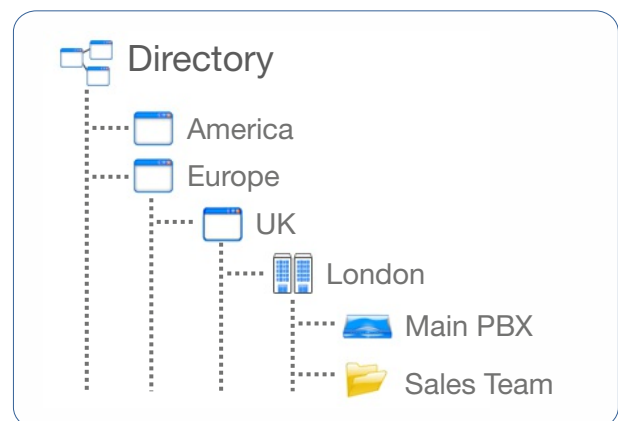 Directory
America
Europe
UK
London
Main PBX
Sales Team